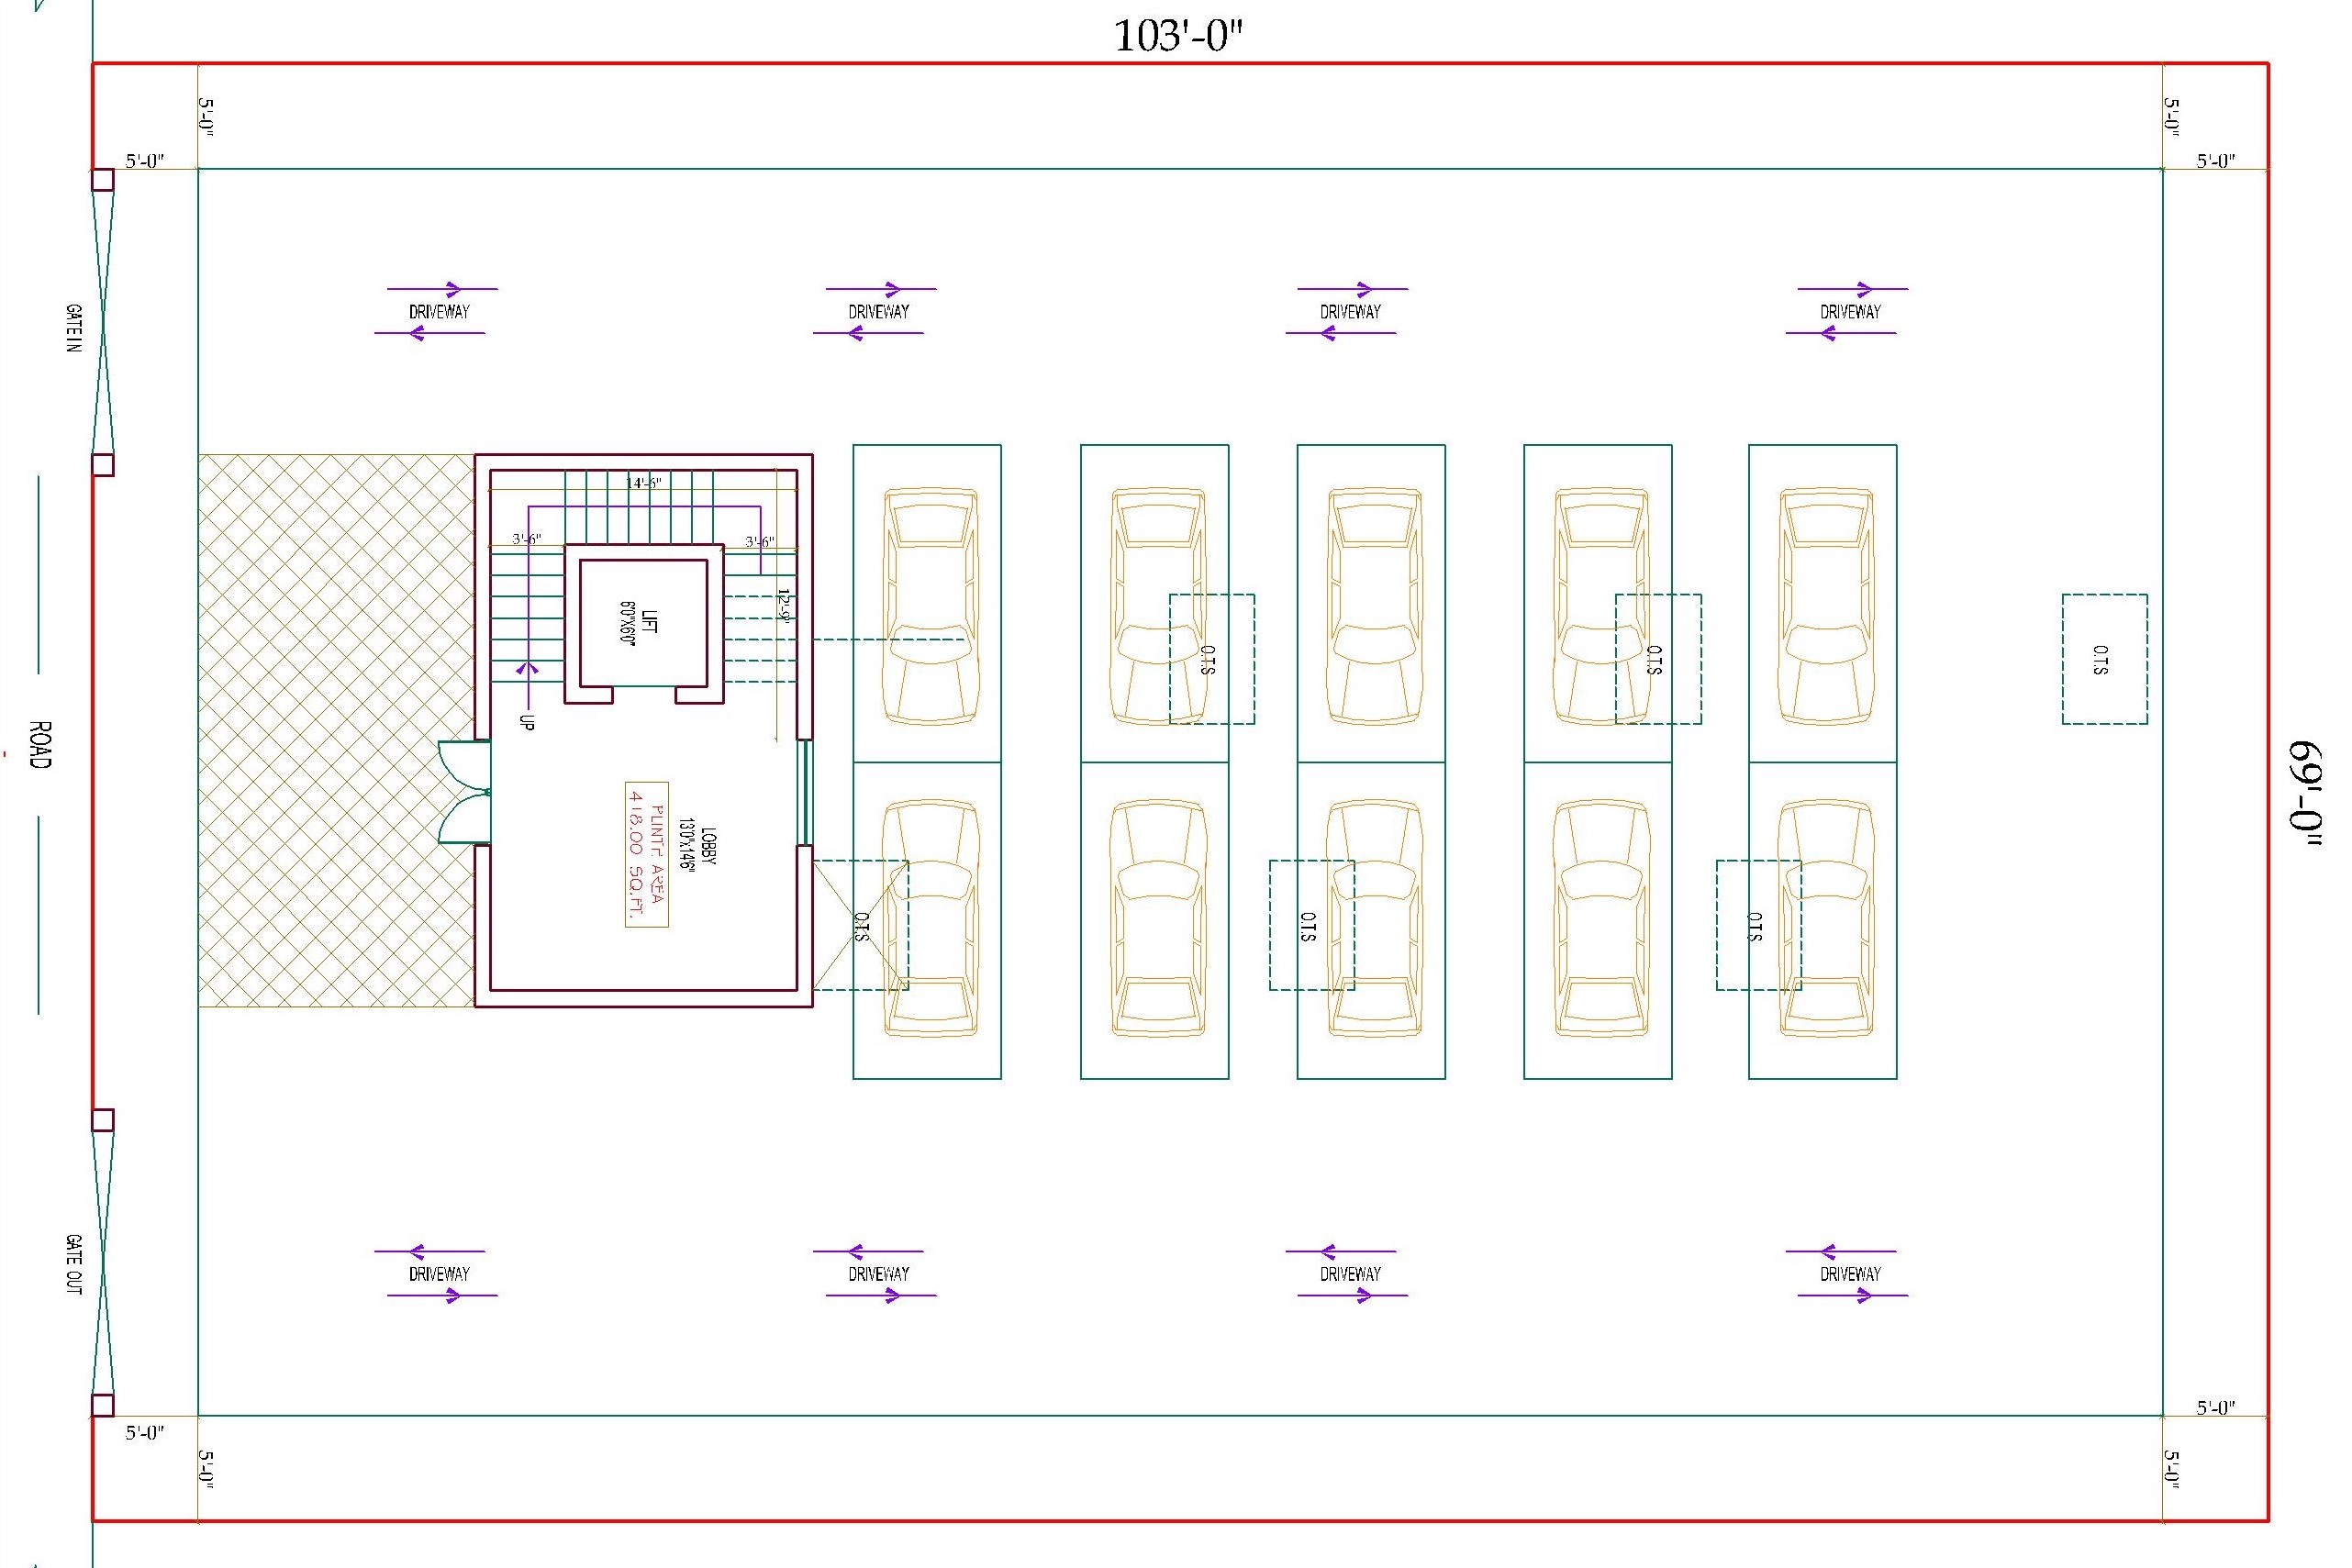 103'-0"
5'-0"
5'-0"
5'-0"
5'-0"
GATE IN
DRIVEWAY
DRIVEWAY
DRIVEWAY
DRIVEWAY
14'-6"
3'-6"
3'-6"
12'-9"
LIFT
6'0"X6'0"
UP
O.T.S
O.T.S
O.T.S
ROAD
69'-0"
LOBBY
13'0"x14'6"
PLINTH AREA
418.00 SQ.FT.
O.T.S
O.T.S
O.T.S
GATE OUT
DRIVEWAY
DRIVEWAY
DRIVEWAY
DRIVEWAY
5'-0"
5'-0"
5'-0"
5'-0"